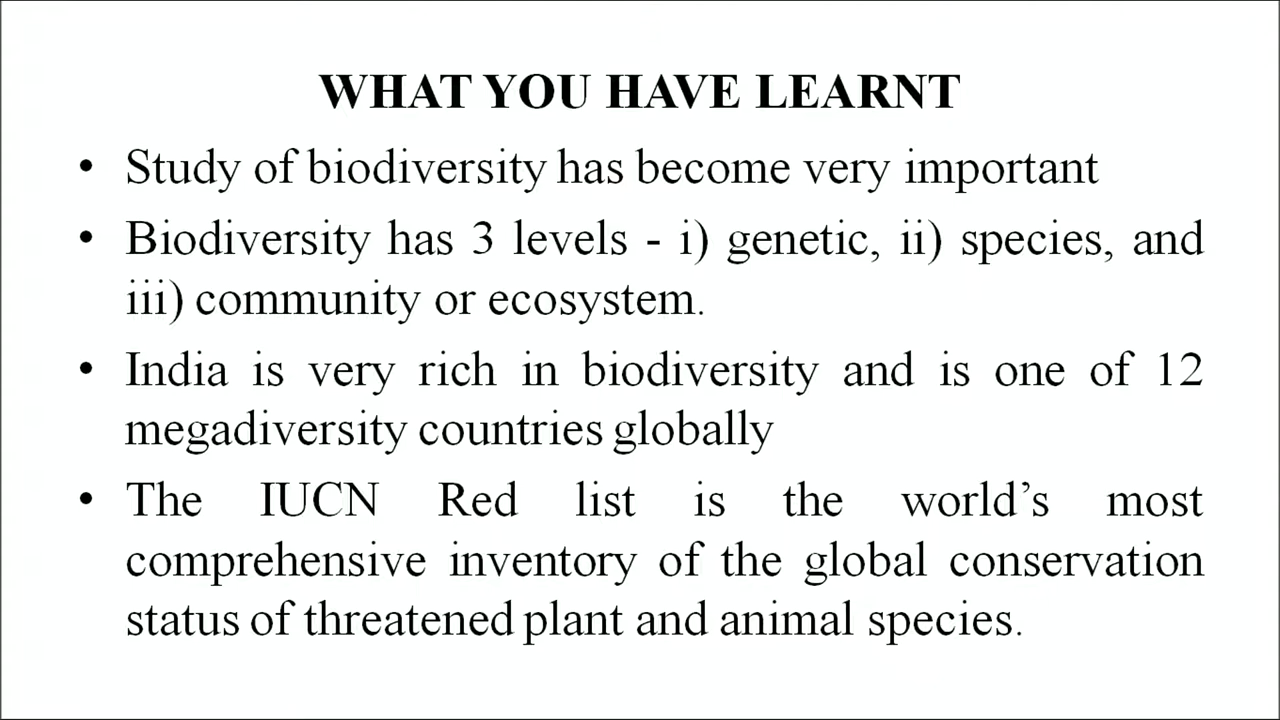 WHAT YOU HAVE LEARNT
• Study of biodiversity has become very important
• Biodiversity has 3 levels - i) genetic, ii) species, and
iii) community or ecosystem.
• India is very rich in biodiversity and is one of 12
megadiversity countries globally
• The IUCN Red list is the world’s most
comprehensive inventory of the global conservation
status of threatened plant and animal species.